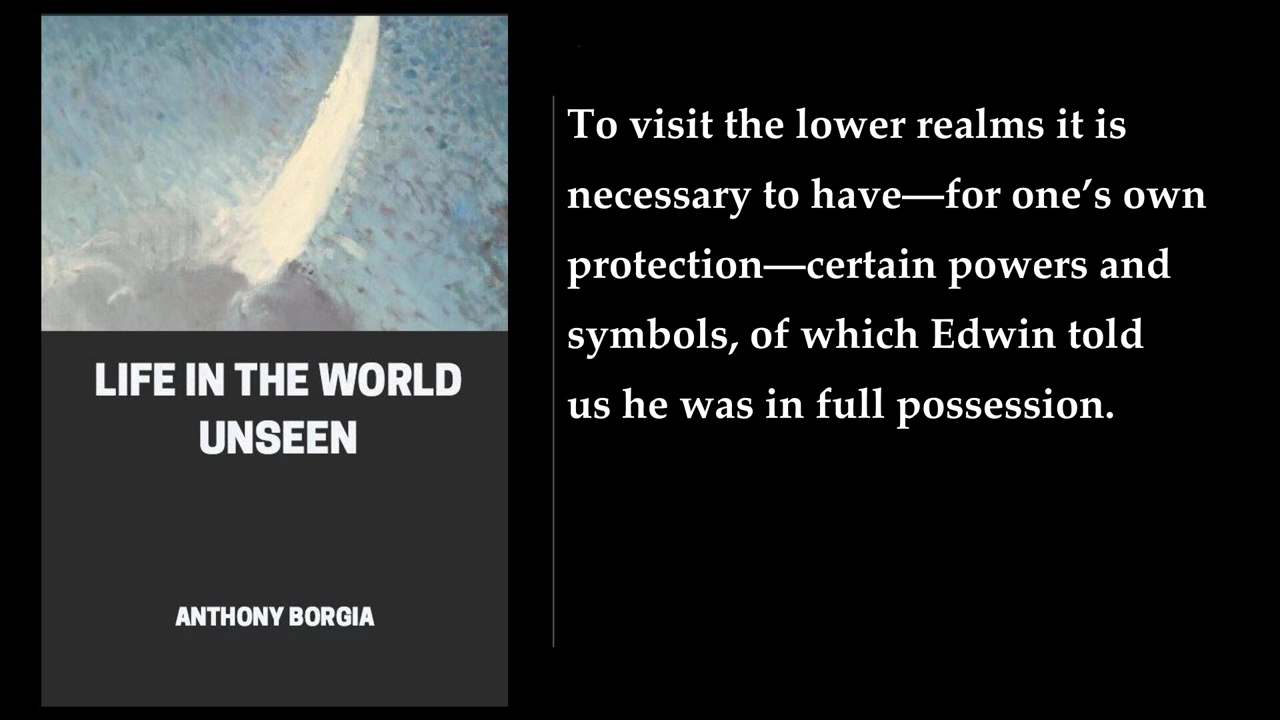 LIFE IN THE WORLD
UNSEEN
ANTHONY BORGIA
To visit the lower realms it is
necessary to have—for one’s own
protection—certain powers and
symbols, of which Edwin told
us he was in full possession.